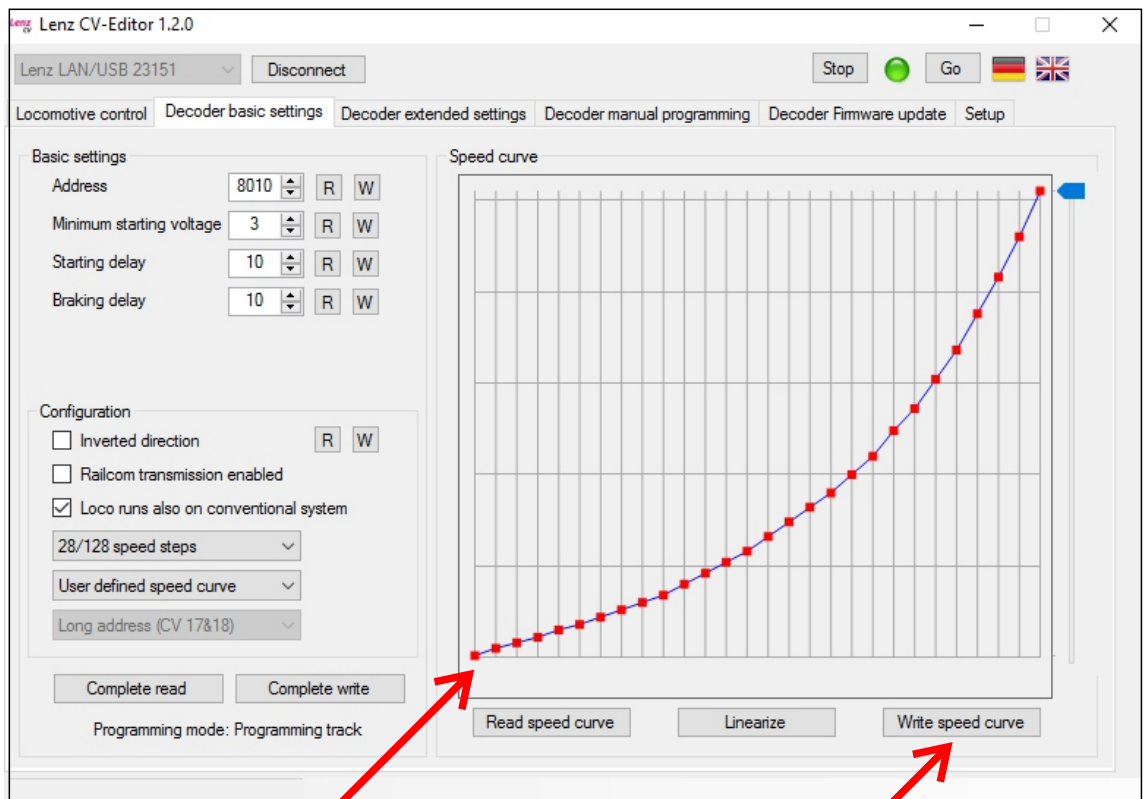 Lenz CV Lenz CV-Editor 1.2.0
Lenz LAN/USB 23151 Disconnect Stop Go
Locomotive control Decoder basic settings Decoder extended settings Decoder manual programming Decoder Firmware update Setup
Basic settings
Address 8010 R W
Minimum starting voltage 3 R W
Starting delay 10 R W
Braking delay 10 R W
Configuration
Inverted direction R W
Railcom transmission enabled
Loco runs also on conventional system
28/128 speed steps
User defined speed curve
Long address (CV 17&18)
Complete read Complete write
Programming mode: Programming track
Speed curve
Read speed curve Linearize Write speed curve